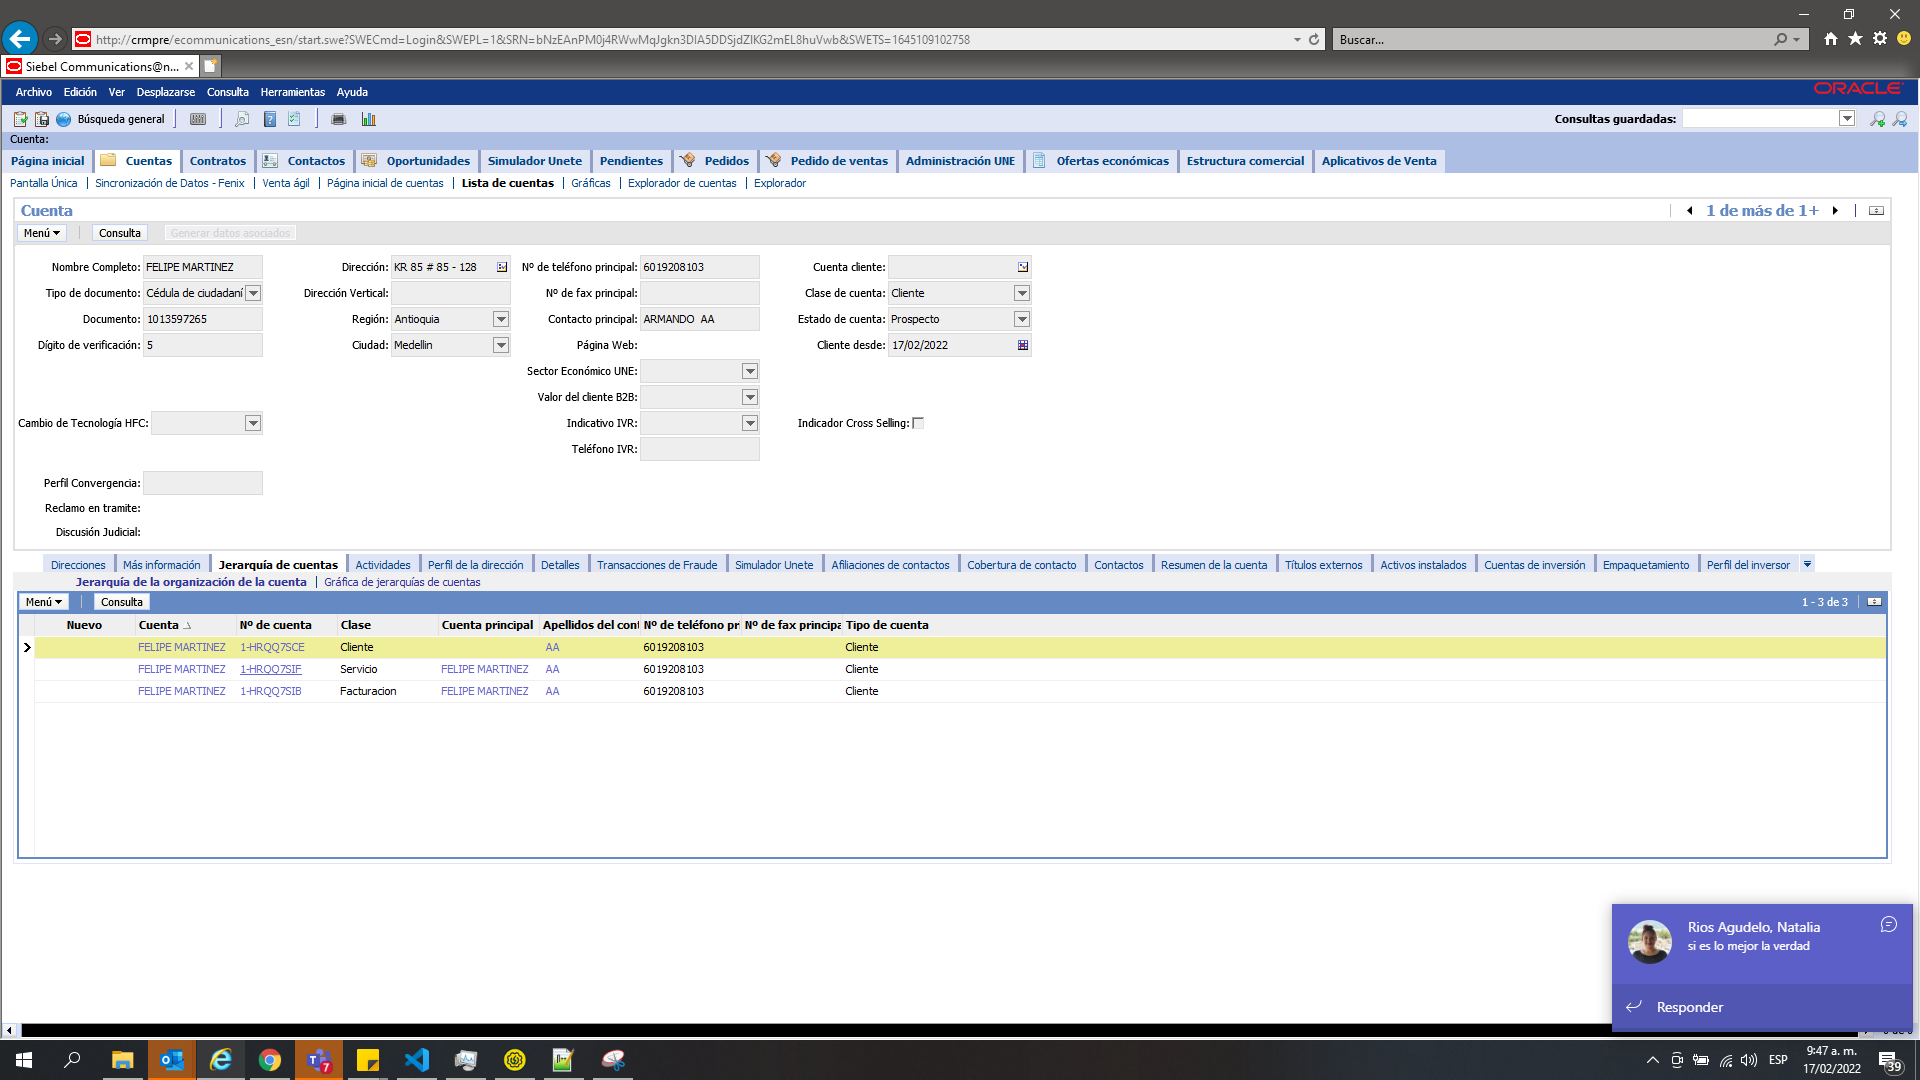 http://crmpre/ecommunications_esn/start.swe?SWECmd=Login&SWEPL=1&SRN=bNzEAnPM0j4RWwMqJgkn3DIA5DDSjdZIKG2mEL8huVwb&SWETS=1645109102758
Buscar...
Siebel Communications@n...
Archivo Edición Ver Desplazarse Consulta Herramientas Ayuda
ORACLE
Búsqueda general
Consultas guardadas:
Cuenta:
Página inicial Cuentas Contratos Contactos Oportunidades Simulador Unete Pendientes Pedidos Pedido de ventas Administración UNE Ofertas económicas Estructura comercial Aplicativos de Venta
Pantalla Única Sincronización de Datos - Fenix Venta ágil Página inicial de cuentas Lista de cuentas Gráficas Explorador de cuentas Explorador
Cuenta
1 de más de 1+
Menú Consulta Generar datos asociados
Nombre Completo: FELIPE MARTINEZ Dirección: KR 85 # 85 - 128 Nº de teléfono principal: 6019208103 Cuenta cliente:
Tipo de documento: Cédula de ciudadaní Dirección Vertical: Nº de fax principal: Clase de cuenta: Cliente
Documento: 1013597265 Región: Antioquia Contacto principal: ARMANDO AA Estado de cuenta: Prospecto
Dígito de verificación: 5 Ciudad: Medellin Página Web: Cliente desde: 17/02/2022
Sector Económico UNE:
Valor del cliente B2B:
Cambio de Tecnología HFC: Indicativo IVR: Indicador Cross Selling:
Teléfono IVR:
Perfil Convergencia:
Reclamo en tramite:
Discusión Judicial:
Direcciones Más información Jerarquía de cuentas Actividades Perfil de la dirección Detalles Transacciones de Fraude Simulador Unete Afiliaciones de contactos Cobertura de contacto Contactos Resumen de la cuenta Títulos externos Activos instalados Cuentas de inversión Empaquetamiento Perfil del inversor
Jerarquía de la organización de la cuenta Gráfica de jerarquías de cuentas
Menú Consulta 1 - 3 de 3
Nuevo Cuenta Nº de cuenta Clase Cuenta principal Apellidos del cont Nº de teléfono pr Nº de fax principa Tipo de cuenta
FELIPE MARTINEZ 1-HRQQ7SCE Cliente AA 6019208103 Cliente
FELIPE MARTINEZ 1-HRQQ7SIF Servicio FELIPE MARTINEZ AA 6019208103 Cliente
FELIPE MARTINEZ 1-HRQQ7SIB Facturacion FELIPE MARTINEZ AA 6019208103 Cliente
Rios Agudelo, Natalia
si es lo mejor la verdad
Responder
7
ESP
9:47 a. m.
17/02/2022
39